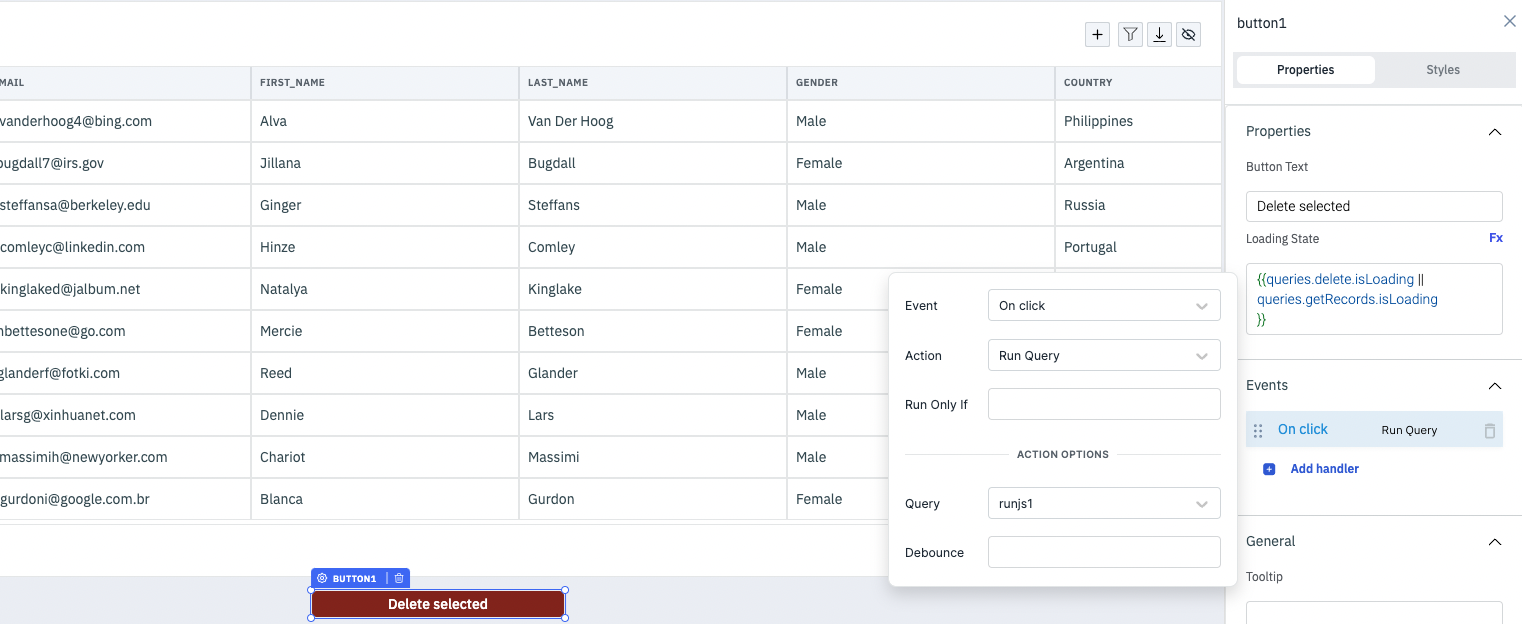 button1
Properties Styles
MAIL FIRST_NAME LAST_NAME GENDER COUNTRY
vanderhoog4@bing.com Alva Van Der Hoog Male Philippines
bugdall7@irs.gov Jillana Bugdall Female Argentina
steffansa@berkeley.edu Ginger Steffans Male Russia
comleyc@linkedin.com Hinze Comley Male Portugal
kinglaked@jalbum.net Natalya Kinglake Female
bettesone@go.com Mercie Betteson Female
glanderf@fotki.com Reed Glander Male
larsg@xinhuanet.com Dennie Lars Male
massimih@newyorker.com Chariot Massimi Male
gurdoni@google.com.br Blanca Gurdon Female
BUTTON1
Delete selected
Event On click
Action Run Query
Run Only If
ACTION OPTIONS
Query runjs1
Debounce
Properties
Button Text
Delete selected
Loading State Fx
{{queries.delete.isLoading ||
queries.getRecords.isLoading
}}
Events
On click Run Query
+ Add handler
General
Tooltip